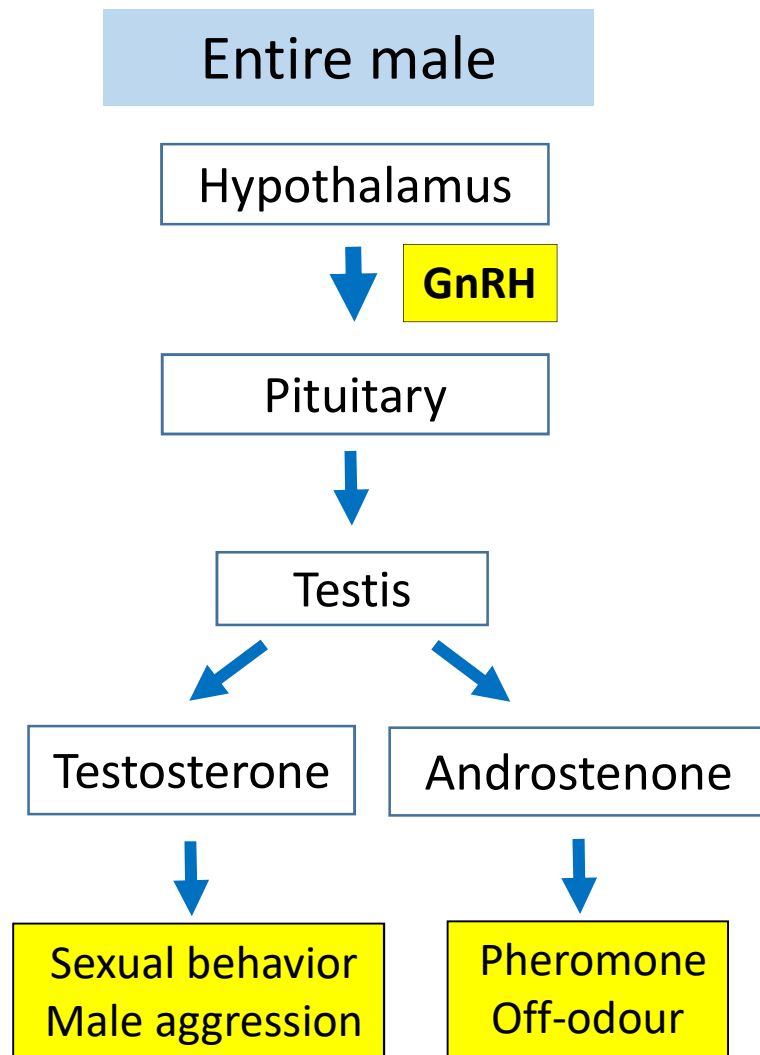 Entire male
Hypothalamus
GnRH
Pituitary
Testis
Testosterone
Androstenone
Sexual behavior
Male aggression
Pheromone
Off-odour